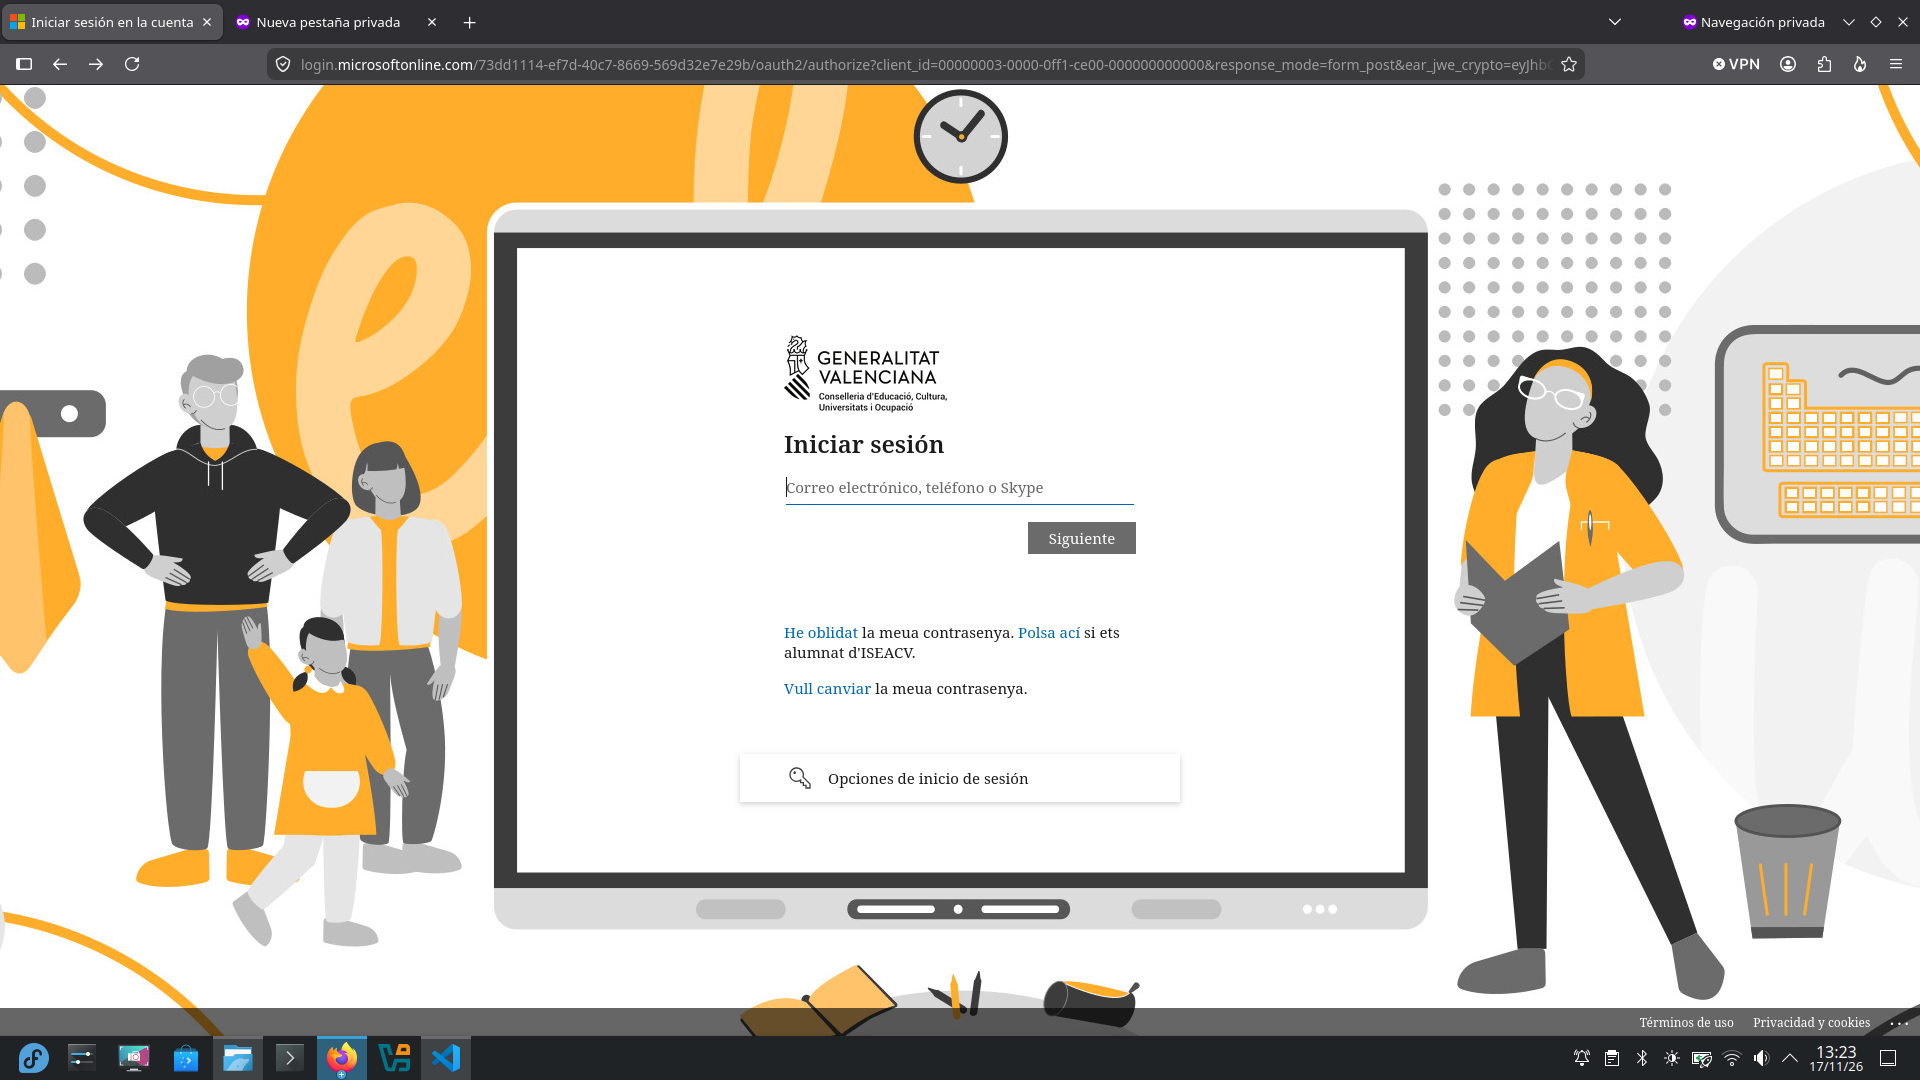 Iniciar sesión en la cuenta
Nueva pestaña privada
Navegación privada
login.microsoftonline.com/73dd1114-ef7d-40c7-8669-569d32e7e29b/oauth2/authorize?client_id=00000003-0000-0ff1-ce00-000000000000&response_mode=form_post&ear_jwe_crypto=eyJhb
VPN
GENERALITAT
VALENCIANA
Conselleria d'Educació, Cultura,
Universitats i Ocupació
Iniciar sesión
Correo electrónico, teléfono o Skype
Siguiente
He oblidat la meua contrasenya. Polsa ací si ets
alumnat d'ISEACV.
Vull canviar la meua contrasenya.
Opciones de inicio de sesión
Términos de uso
Privacidad y cookies
13:23
17/11/26